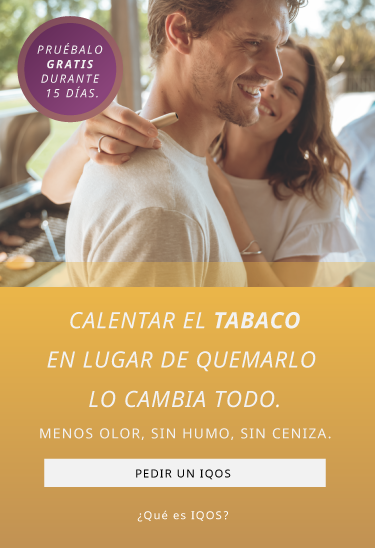 PRUÉBALO
GRATIS
DURANTE
15 DÍAS.
CALENTAR EL TABACO
EN LUGAR DE QUEMARLO
LO CAMBIA TODO.
MENOS OLOR, SIN HUMO, SIN CENIZA.
PEDIR UN IQOS
¿Qué es IQOS?